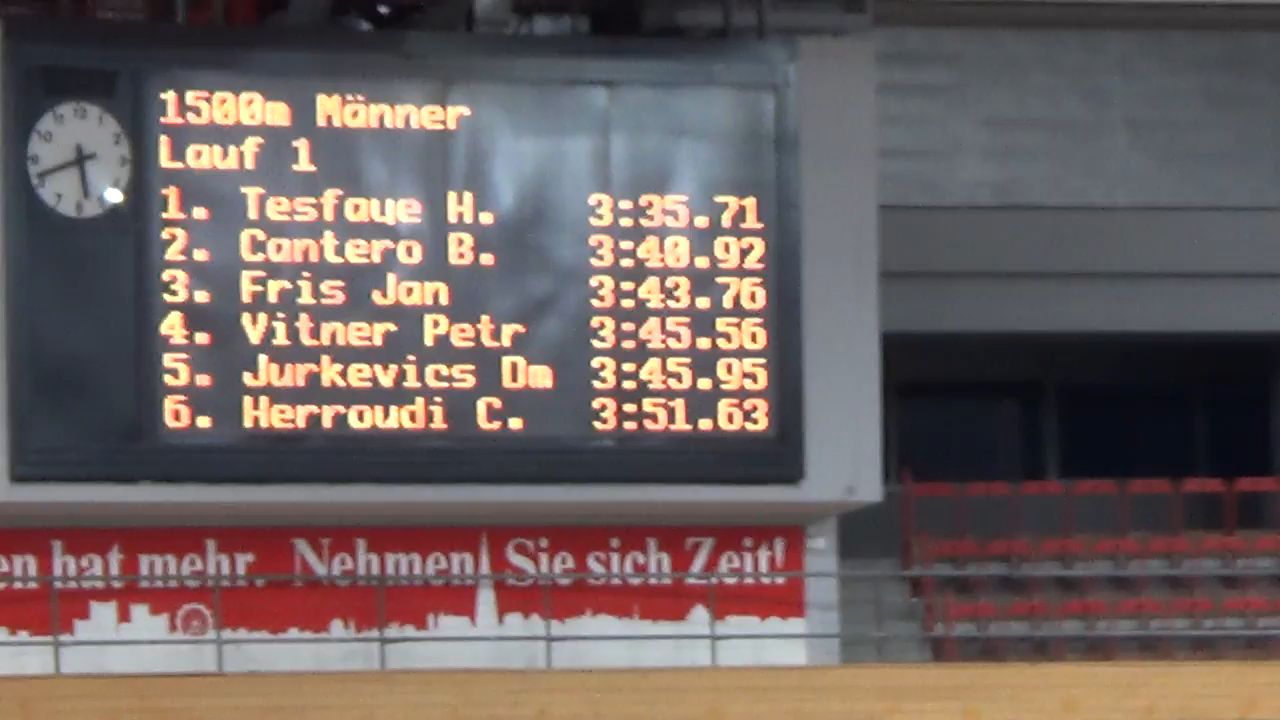 1500m Männer
Lauf 1
1. Tesfaye H. 3:35.71
2. Cantero B. 3:40.92
3. Fris Jan 3:43.76
4. Vitner Petr 3:45.56
5. Jurkevics Dm 3:45.95
6. Herroudi C. 3:51.63
en hat mehr. Nehmen Sie sich Zeit!